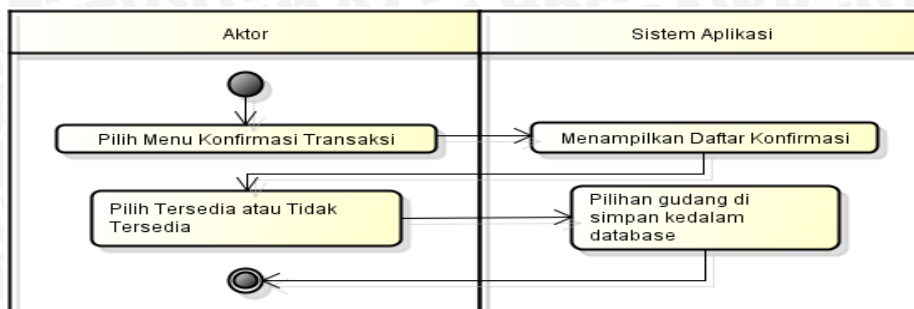 Aktor
Sistem Aplikasi
Pilih Menu Konfirmasi Transaksi
Menampilkan Daftar Konfirmasi
Pilih Tersedia atau Tidak
Tersedia
Pilihan gudang di
simpan kedalam
database